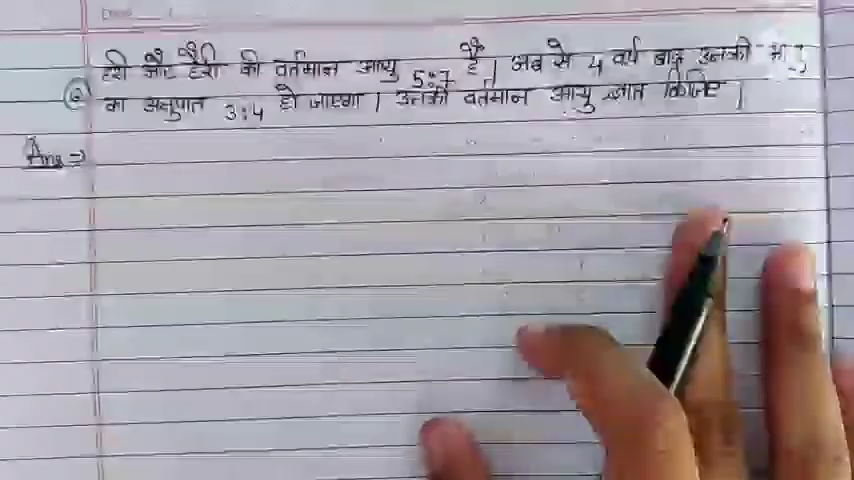 हरी और हैरी की वर्तमान आयु 5:7 है। अब से 4 वर्ष बाद उनकी
का अनुपात 3:4 हो जाएगा। उनकी वर्तमान आयु ज्ञात किजिए।
Ans ⇒